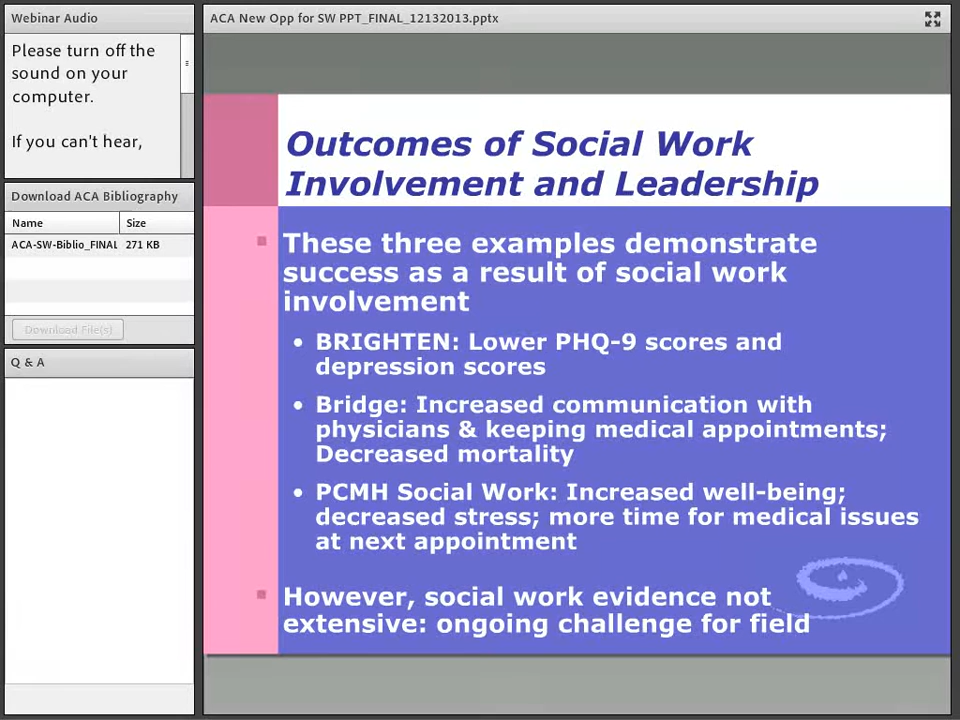 Webinar Audio
Please turn off the
sound on your
computer.
If you can't hear,
Download ACA Bibliography
Name Size
ACA-SW-Biblio_FINAL 271 KB
Download File(s)
Q & A
ACA New Opp for SW PPT_FINAL_12132013.pptx
Outcomes of Social Work
Involvement and Leadership
These three examples demonstrate
success as a result of social work
involvement
• BRIGHTEN: Lower PHQ-9 scores and
depression scores
• Bridge: Increased communication with
physicians & keeping medical appointments;
Decreased mortality
• PCMH Social Work: Increased well-being;
decreased stress; more time for medical issues
at next appointment
However, social work evidence not
extensive: ongoing challenge for field